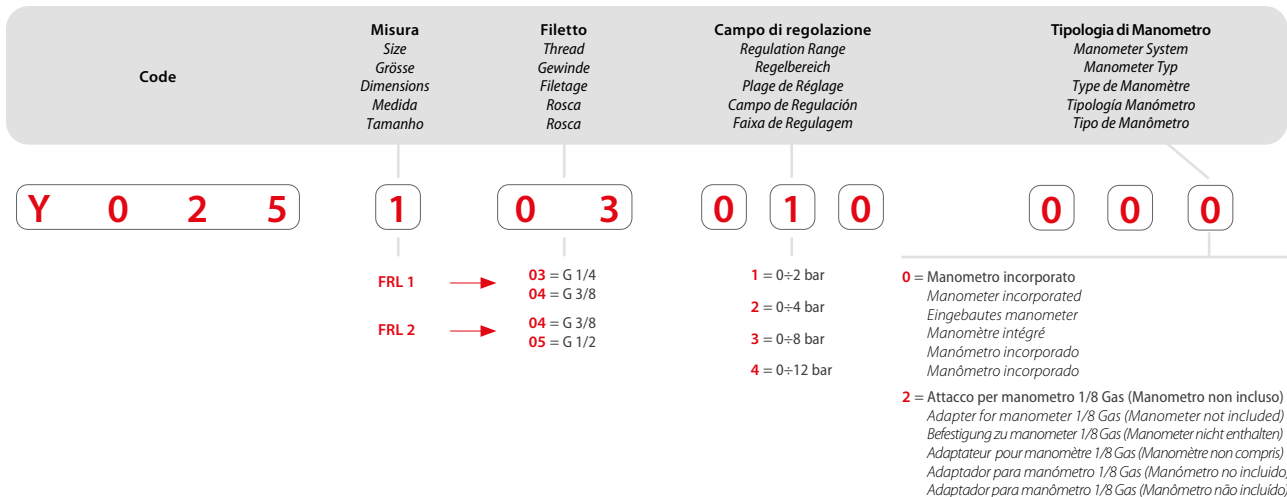 Code
Misura
Size
Grösse
Dimensions
Medida
Tamanho
Filetto
Thread
Gewinde
Filetage
Rosca
Rosca
Campo di regolazione
Regulation Range
Regelbereich
Plage de Réglage
Campo de Regulación
Faixa de Regulagem
Tipologia di Manometro
Manometer System
Manometer Typ
Type de Manomètre
Tipología Manómetro
Tipo de Manômetro
Y 0 2 5 1 0 3 0 1 0 0 0 0
FRL 1
03 = G 1/4
04 = G 3/8
FRL 2
04 = G 3/8
05 = G 1/2
1 = 0÷2 bar
2 = 0÷4 bar
3 = 0÷8 bar
4 = 0÷12 bar
0 = Manometro incorporato
Manometer incorporated
Eingebautes manometer
Manomètre intégré
Manómetro incorporado
Manômetro incorporado
2 = Attacco per manometro 1/8 Gas (Manometro non incluso)
Adapter for manometer 1/8 Gas (Manometer not included)
Befestigung zu manometer 1/8 Gas (Manometer nicht enthalten)
Adaptateur pour manomètre 1/8 Gas (Manomètre non compris)
Adaptador para manómetro 1/8 Gas (Manómetro no incluido)
Adaptador para manômetro 1/8 Gas (Manômetro não incluído)